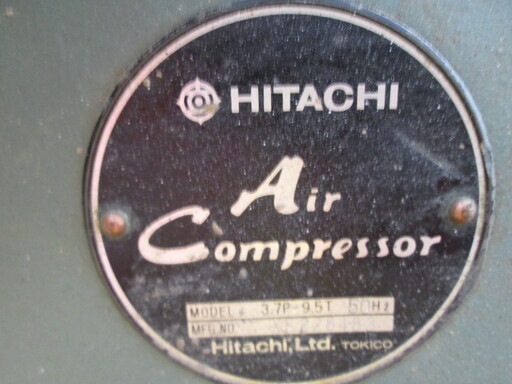 HITACHI
Air
Compressor
MODEL 3.7P-9.5T 50Hz
MFG.NO
Hitachi, Ltd. TOKICO